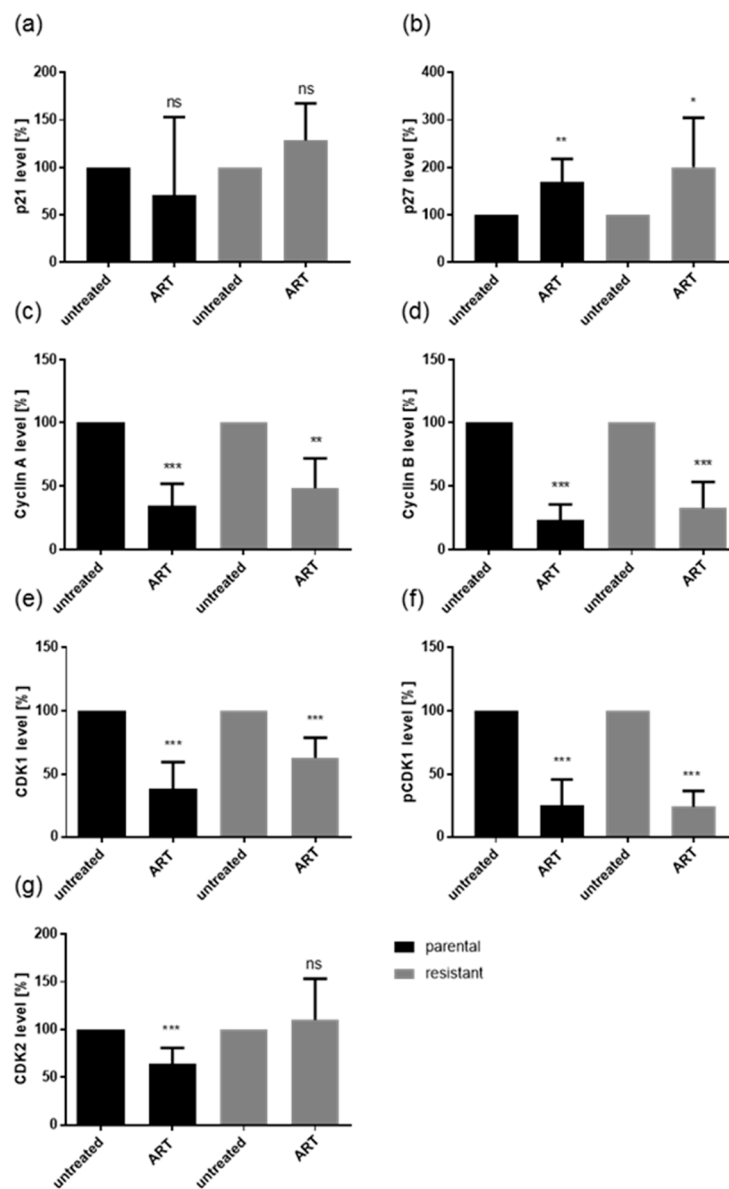 (a)
p21 level [%]
200
150
100
50
0
ns
ns
untreated
ART
untreated
ART
(b)
p27 level [%]
400
300
200
100
0
**
*
untreated
ART
untreated
ART
(c)
Cyclin A level [%]
150
100
50
0
***
**
untreated
ART
untreated
ART
(d)
Cyclin B level [%]
150
100
50
0
***
***
untreated
ART
untreated
ART
(e)
CDK1 level [%]
150
100
50
0
***
***
untreated
ART
untreated
ART
(f)
pCDK1 level [%]
150
100
50
0
***
***
untreated
ART
untreated
ART
(g)
CDK2 level [%]
200
150
100
50
0
***
ns
untreated
ART
untreated
ART
parental
resistant